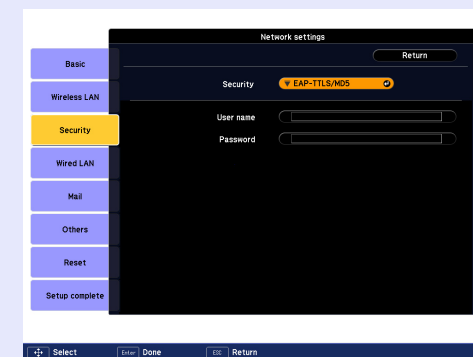 Network settings
Return
Basic
Security EAP-TTLS/MD5
Wireless LAN
User name
Security
Password
Wired LAN
Mail
Others
Reset
Setup complete
Select Enter Done ESC Return